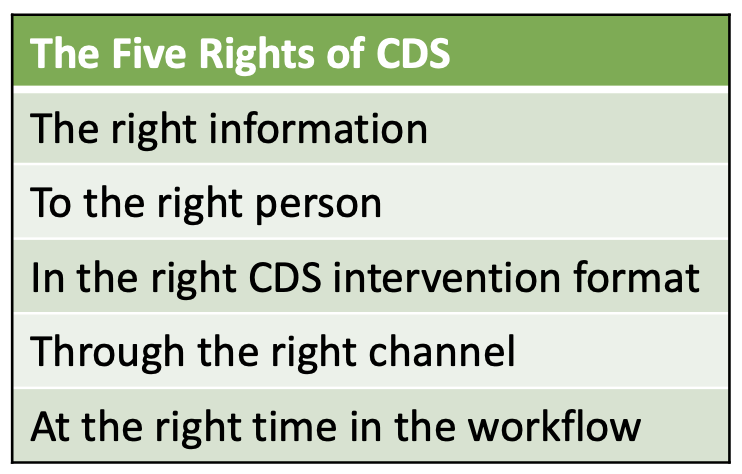 The Five Rights of CDS
The right information
To the right person
In the right CDS intervention format
Through the right channel
At the right time in the workflow